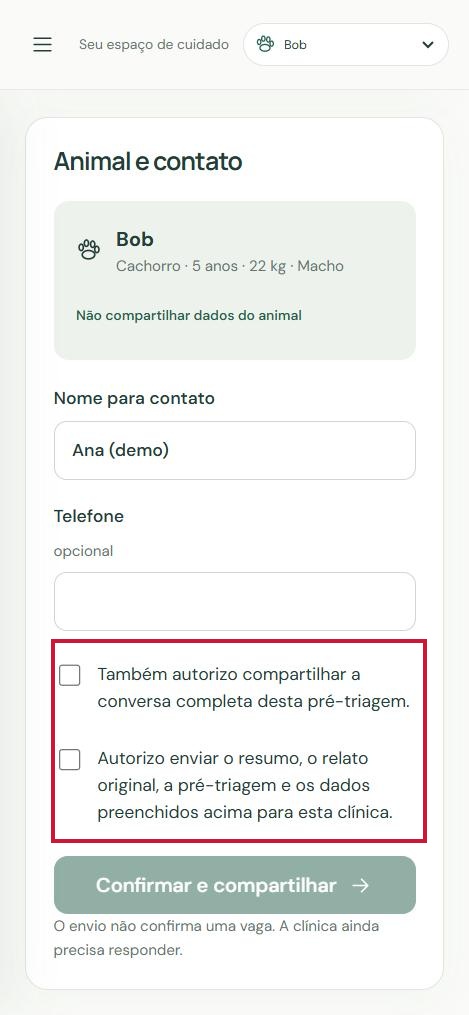 Seu espaço de cuidado
Bob
Animal e contato
Bob
Cachorro · 5 anos · 22 kg · Macho
Não compartilhar dados do animal
Nome para contato
Ana (demo)
Telefone
opcional
Também autorizo compartilhar a
conversa completa desta pré-triagem.
Autorizo enviar o resumo, o relato
original, a pré-triagem e os dados
preenchidos acima para esta clínica.
Confirmar e compartilhar →
O envio não confirma uma vaga. A clínica ainda
precisa responder.